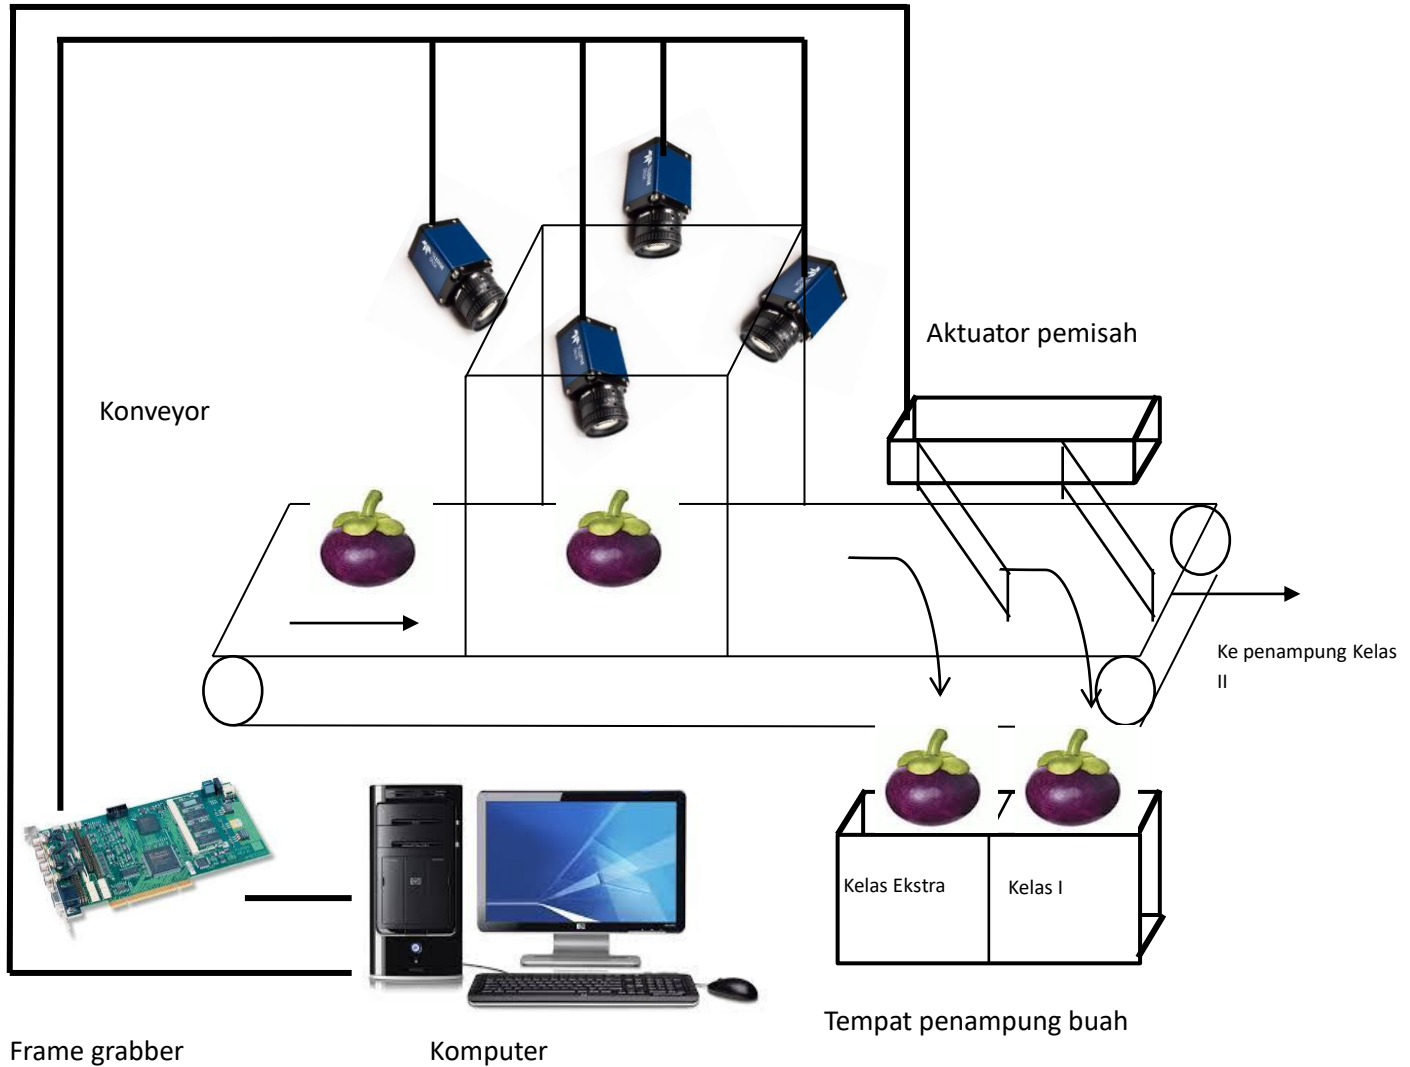 Aktuator pemisah
Konveyor
Ke penampung Kelas
II
Kelas Ekstra
Kelas I
Tempat penampung buah
Frame grabber
Komputer